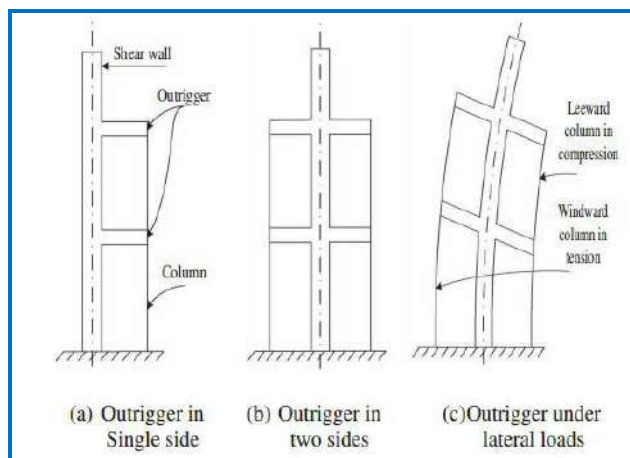 Shear wall
Outrigger
Column
Leeward
column in
compression
Windward
column in
tension
(a) Outrigger in
Single side
(b) Outrigger in
two sides
(c)Outrigger under
lateral loads